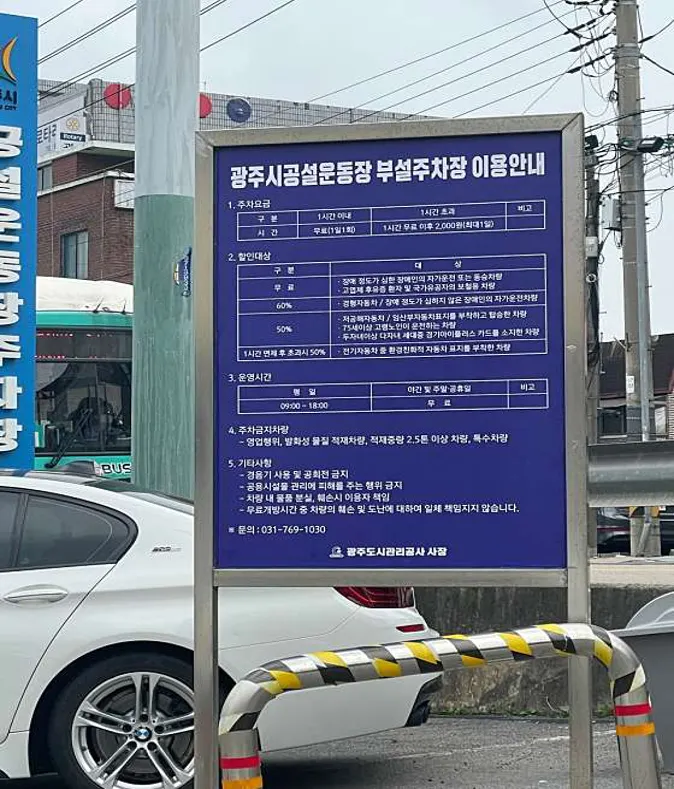 광주시공설운동장 부설주차장 이용안내
1. 주차요금
구 분 1시간 이내 1시간 초과 비고
시 간 무료(1일1회) 1시간 무료 이후 2,000원(최대1일)
2. 할인대상
구 분 대 상
무 료 · 장애 정도가 심한 장애인의 자가운전 또는 동승차량
· 고엽제 후유증 환자 및 국가유공자의 보철용 차량
60% · 경형자동차 / 장애 정도가 심하지 않은 장애인의 자가운전차량
50% · 저공해자동차 / 임산부자동차표지를 부착하고 탑승한 차량
· 75세이상 고령노인이 운전하는 차량
· 두자녀이상 다자녀 세대중 경기아이플러스 카드를 소지한 차량
1시간 면제 후 초과시 50% · 전기자동차 중 환경친화적 자동차 표지를 부착한 차량
3. 운영시간
평 일 야간 및 주말·공휴일 비고
09:00 ~ 18:00 무 료
4. 주차금지차량
- 영업행위, 발화성 물질 적재차량, 적재중량 2.5톤 이상 차량, 특수차량
5. 기타사항
- 경음기 사용 및 공회전 금지
- 공용시설물 관리에 피해를 주는 행위 금지
- 차량 내 물품 분실, 훼손시 이용자 책임
- 무료개방시간 중 차량의 훼손 및 도난에 대하여 일체 책임지지 않습니다.
※ 문의 : 031-769-1030
광주도시관리공사 사장
공설운동장주차장
Rotary
BUS